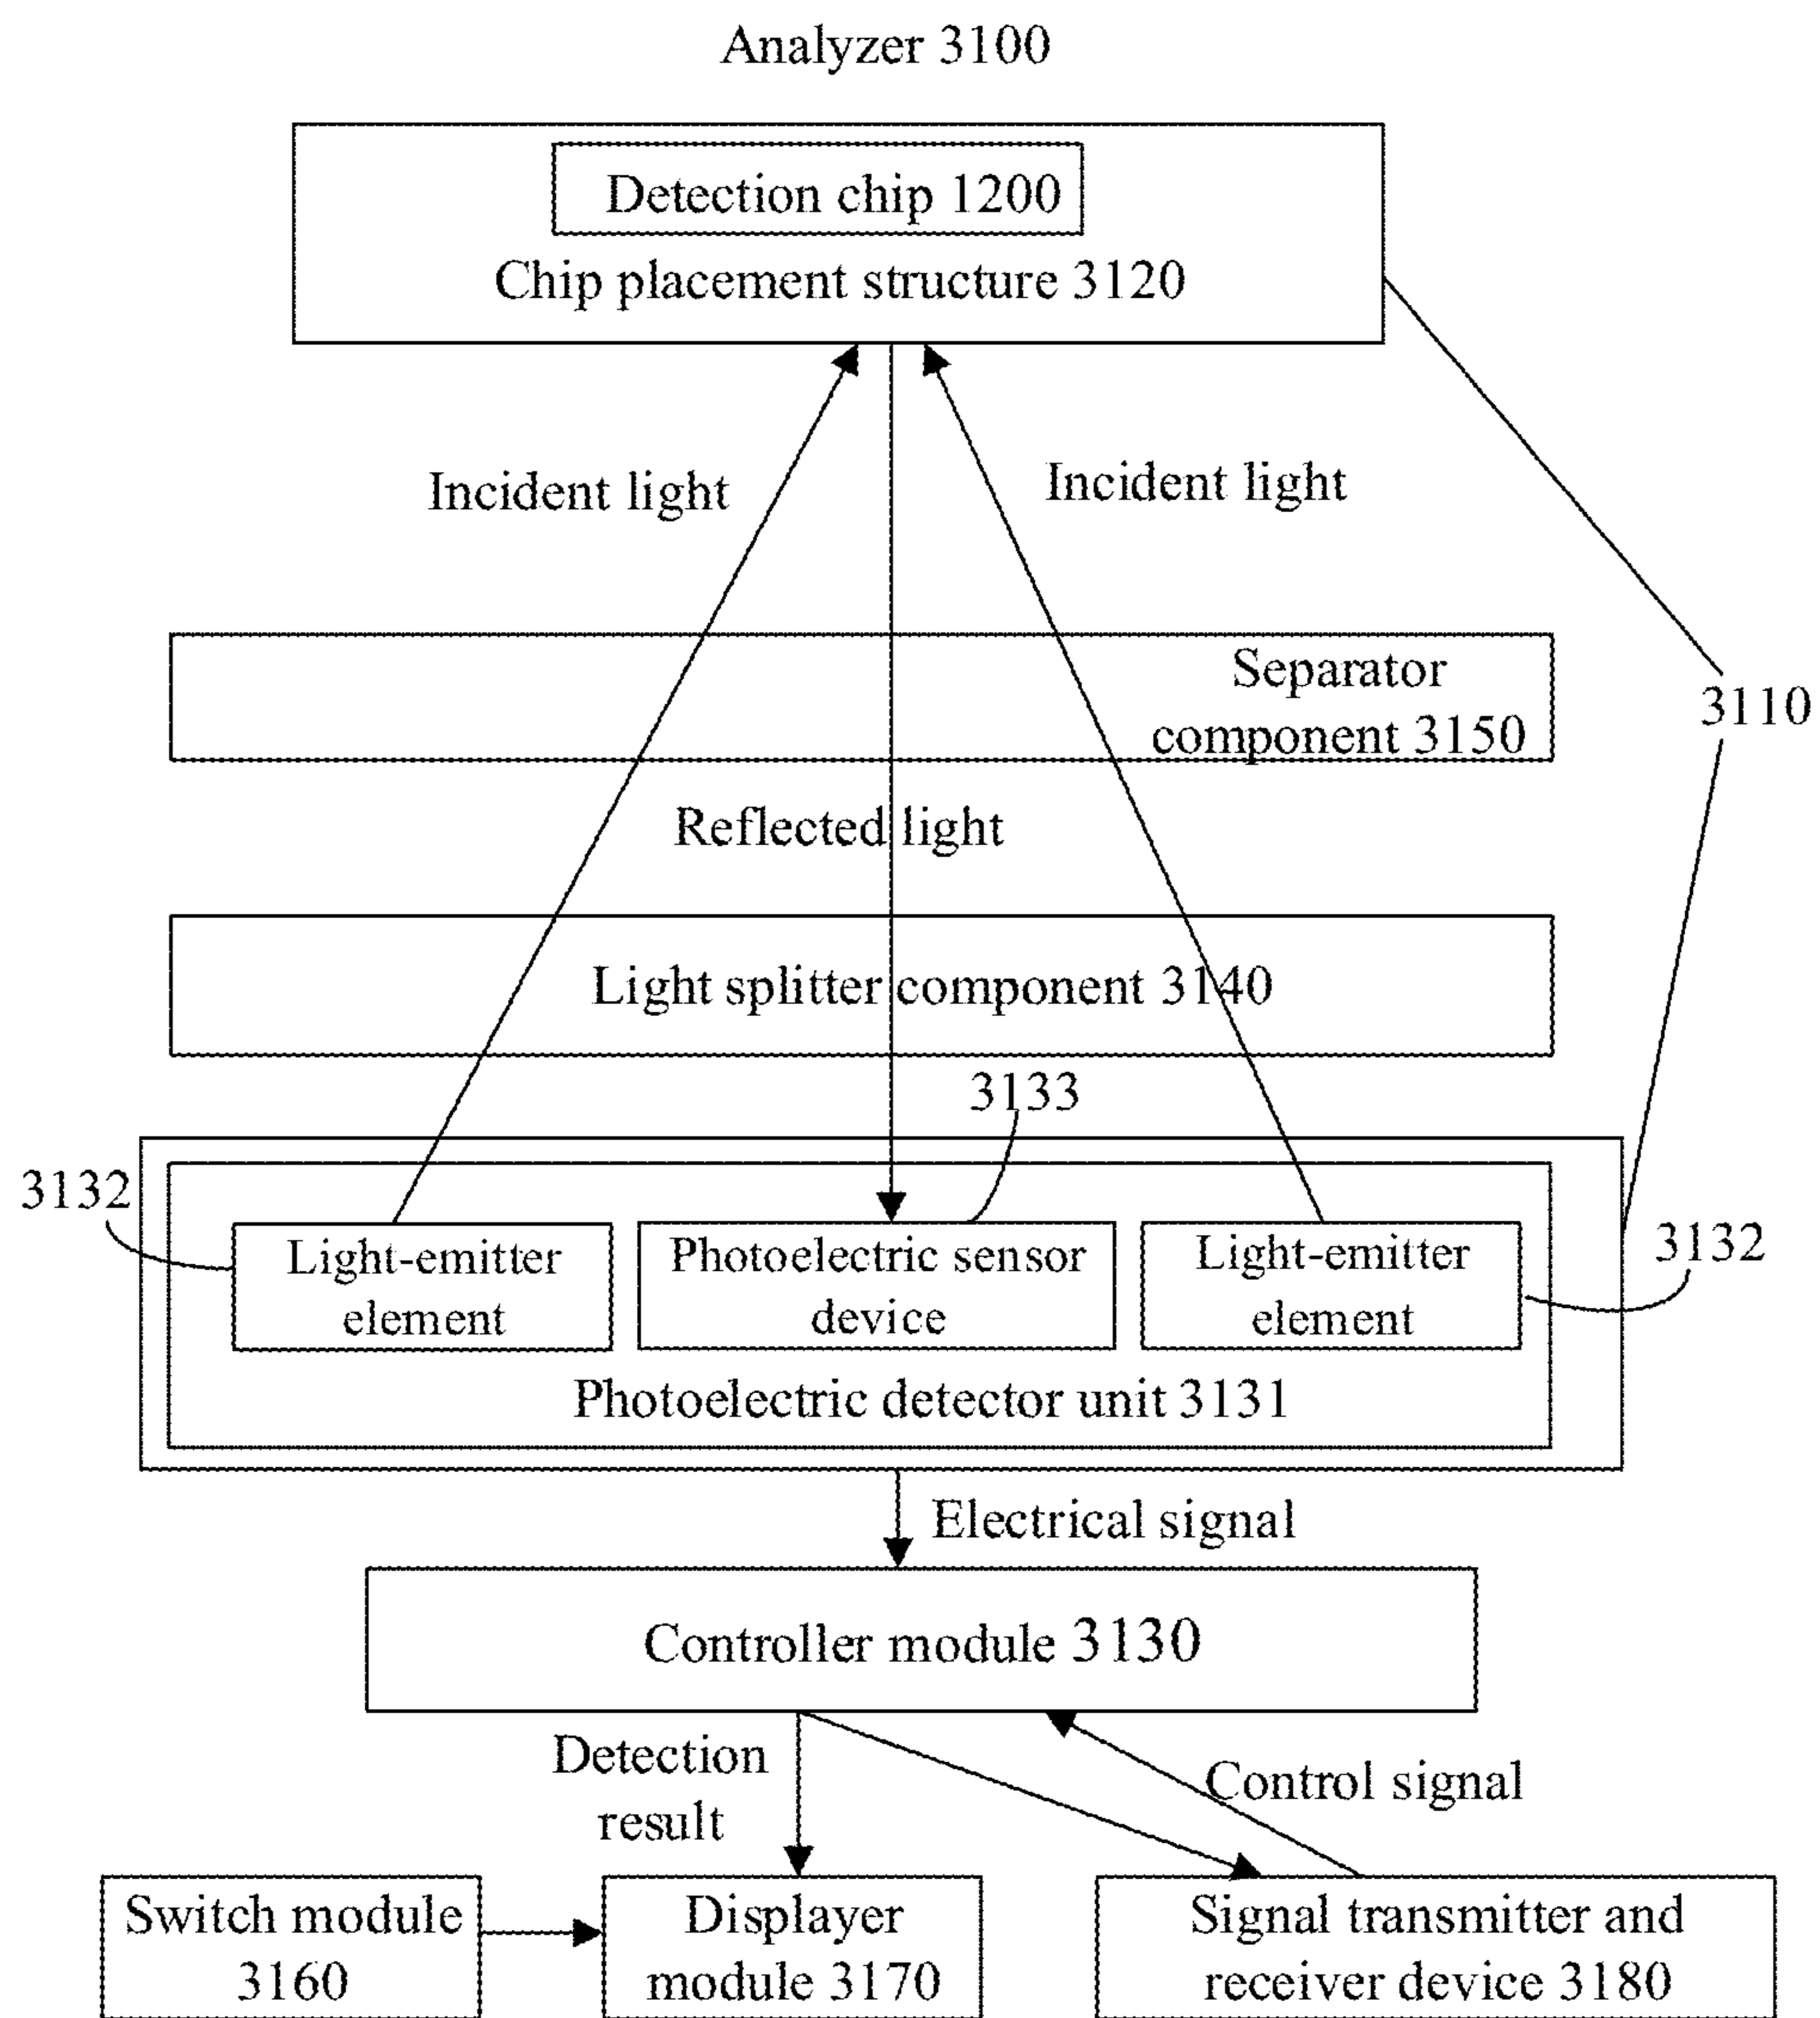 Analyzer 3100
Detection chip 1200
Chip placement structure 3120
Incident light
Incident light
Separator
component 3150
3110
Reflected light
Light splitter component 3140
3133
3132
3132
Light-emitter
element
Photoelectric sensor
device
Light-emitter
element
Photoelectric detector unit 3131
Electrical signal
Controller module 3130
Detection
result
Control signal
Switch module
3160
Displayer
module 3170
Signal transmitter and
receiver device 3180